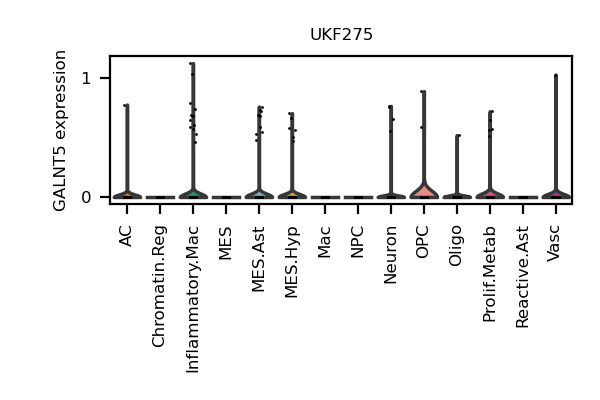 UKF275
GALNT5 expression
1
0
AC
Chromatin.Reg
Inflammatory.Mac
MES
MES.Ast
MES.Hyp
Mac
NPC
Neuron
OPC
Oligo
Prolif.Metab
Reactive.Ast
Vasc